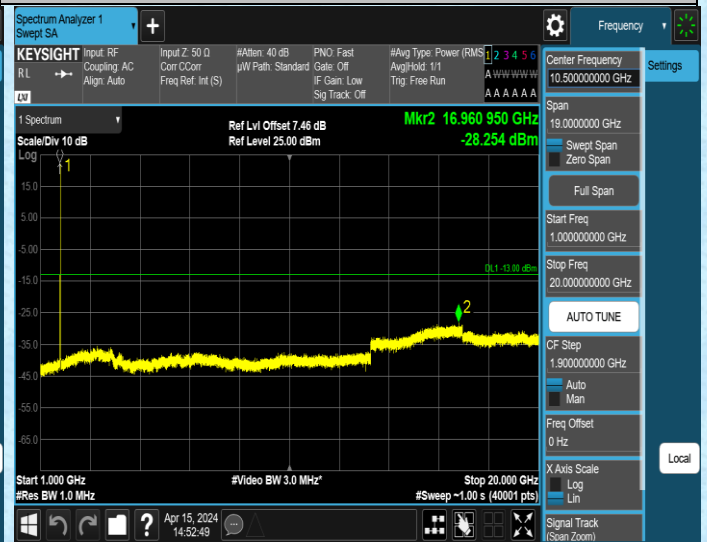 Spectrum Analyzer 1
Swept SA
+
Frequency
KEYSIGHT
RL
LXI
Input: RF
Coupling: AC
Align: Auto
Input Z: 50 Ω
Corr CCorr
Freq Ref: Int (S)
#Atten: 40 dB
µW Path: Standard
PNO: Fast
Gate: Off
IF Gain: Low
Sig Track: Off
#Avg Type: Power (RMS
Avg|Hold: 1/1
Trig: Free Run
1 2 3 4 5 6
A W W W W W
A A A A A A
Center Frequency
10.500000000 GHz
Settings
Span
19.0000000 GHz
Swept Span
Zero Span
Full Span
Start Freq
1.000000000 GHz
Stop Freq
20.000000000 GHz
AUTO TUNE
CF Step
1.900000000 GHz
Auto
Man
Freq Offset
0 Hz
X Axis Scale
Log
Lin
Signal Track
(Span Zoom)
Local
1 Spectrum
Scale/Div 10 dB
Log
Ref Lvl Offset 7.46 dB
Ref Level 25.00 dBm
Mkr2 16.960 950 GHz
-28.254 dBm
1
15.0
5.00
-5.00
-15.0
-25.0
-35.0
-45.0
-55.0
-65.0
DL1 -13.00 dBm
2
Start 1.000 GHz
#Res BW 1.0 MHz
#Video BW 3.0 MHz*
Stop 20.000 GHz
#Sweep ~1.00 s (40001 pts)
?
Apr 15, 2024
14:52:49